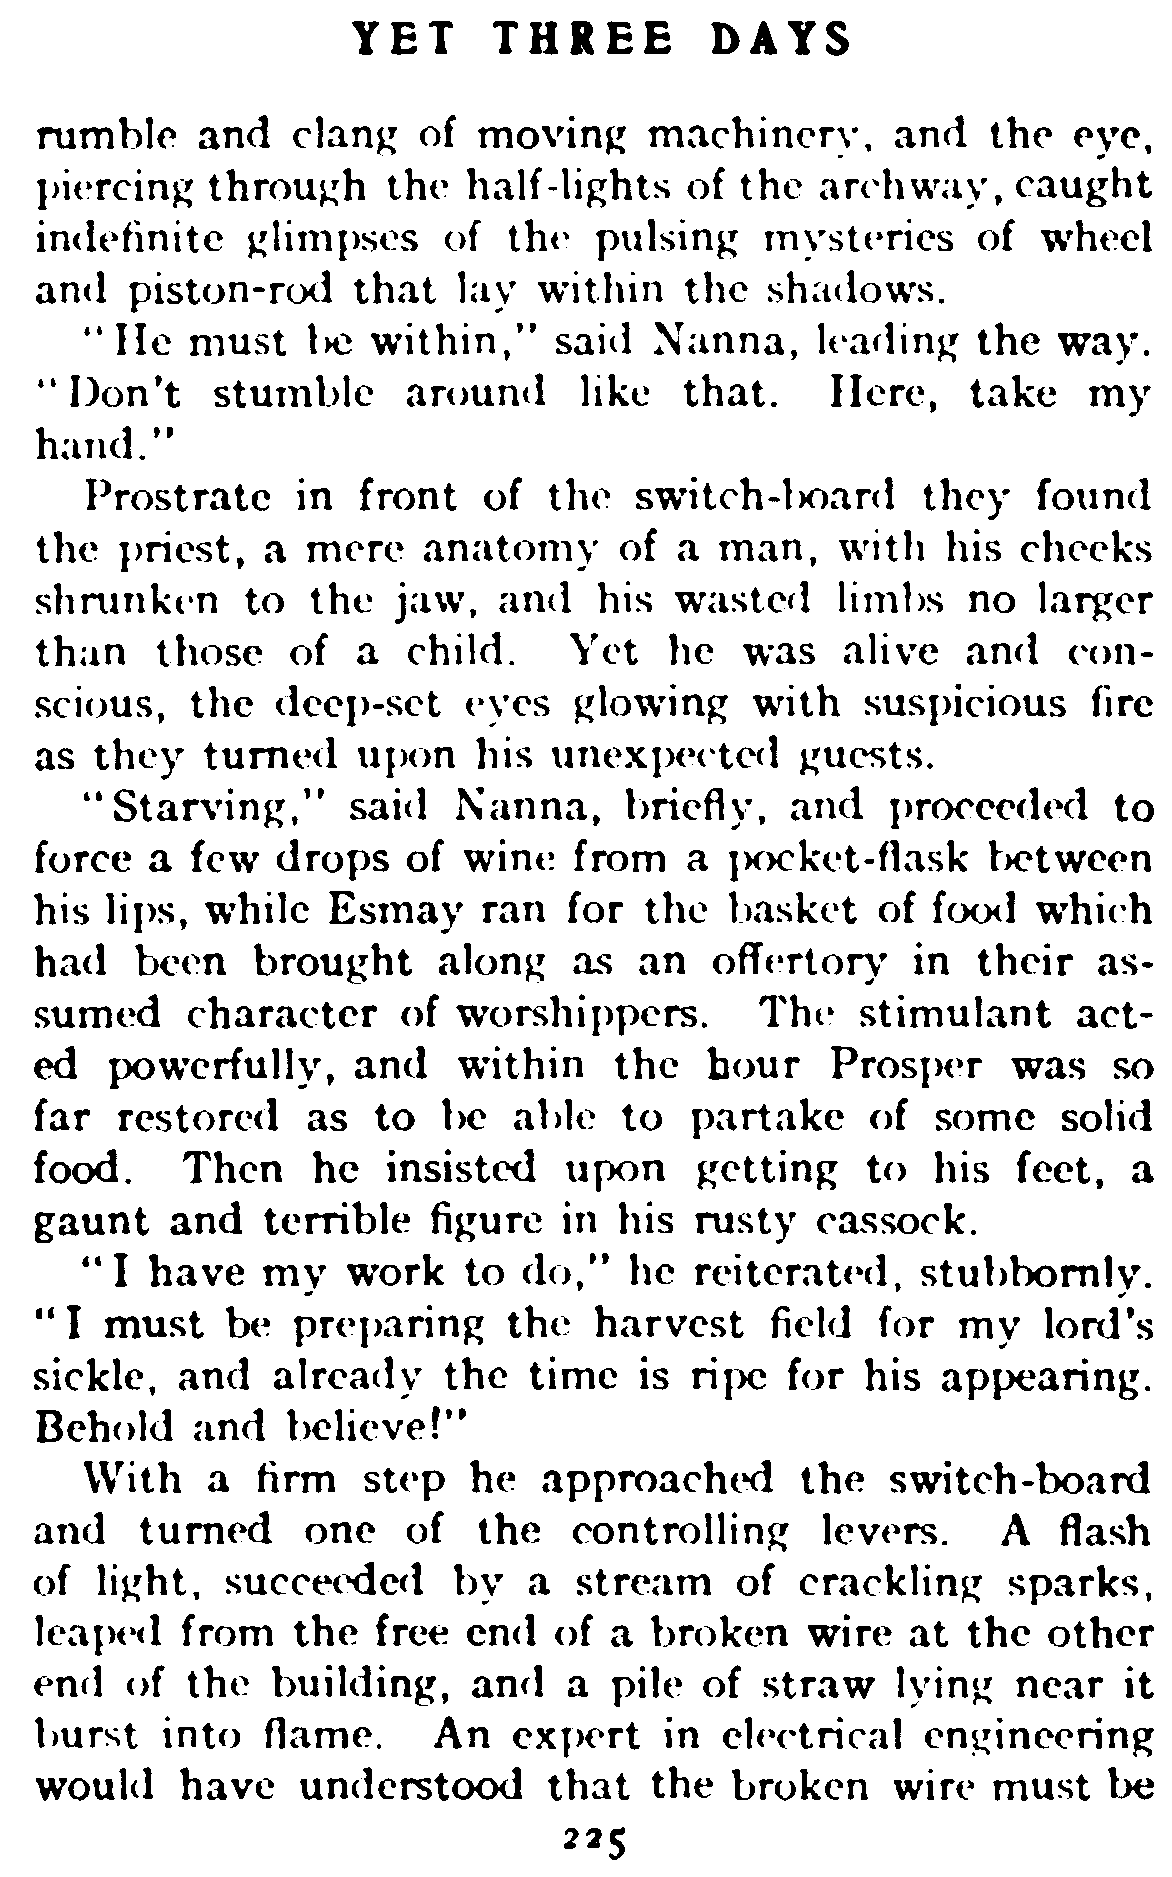 YET THREE DAYS
rumble and clang of moving machinery, and the eye,
piercing through the half-lights of the archway, caught
indefinite glimpses of the pulsing mysteries of wheel
and piston-rod that lay within the shadows.
"He must be within," said Nanna, leading the way.
"Don't stumble around like that. Here, take my
hand."
Prostrate in front of the switch-board they found
the priest, a mere anatomy of a man, with his cheeks
shrunken to the jaw, and his wasted limbs no larger
than those of a child. Yet he was alive and con-
scious, the deep-set eyes glowing with suspicious fire
as they turned upon his unexpected guests.
"Starving," said Nanna, briefly, and proceeded to
force a few drops of wine from a pocket-flask between
his lips, while Esmay ran for the basket of food which
had been brought along as an offertory in their as-
sumed character of worshippers. The stimulant act-
ed powerfully, and within the hour Prosper was so
far restored as to be able to partake of some solid
food. Then he insisted upon getting to his feet, a
gaunt and terrible figure in his rusty cassock.
"I have my work to do," he reiterated, stubbornly.
"I must be preparing the harvest field for my lord's
sickle, and already the time is ripe for his appearing.
Behold and believe!"
With a firm step he approached the switch-board
and turned one of the controlling levers. A flash
of light, succeeded by a stream of crackling sparks,
leaped from the free end of a broken wire at the other
end of the building, and a pile of straw lying near it
burst into flame. An expert in electrical engineering
would have understood that the broken wire must be
225